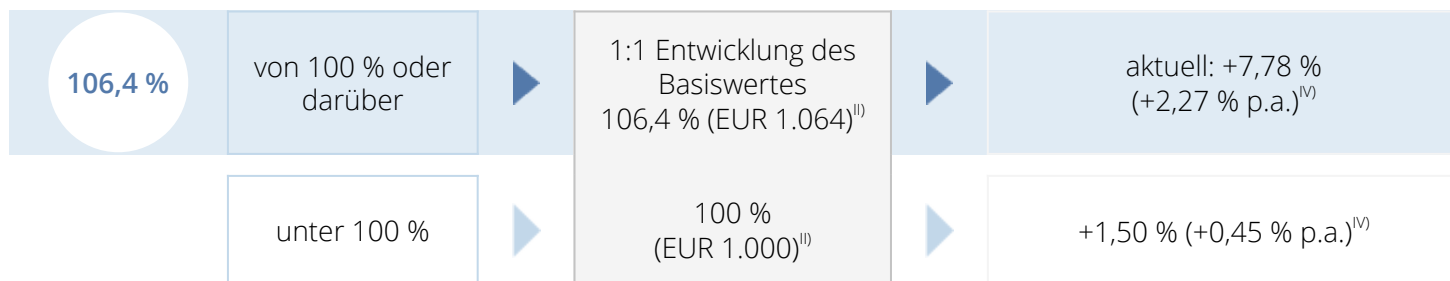 106,4 %
von 100 % oder
darüber
1:1 Entwicklung des
Basiswertes
106,4 % (EUR 1.064)II)
aktuell: +7,78 %
(+2,27 % p.a.)IV)
unter 100 %
100 %
(EUR 1.000)II)
+1,50 % (+0,45 % p.a.)IV)